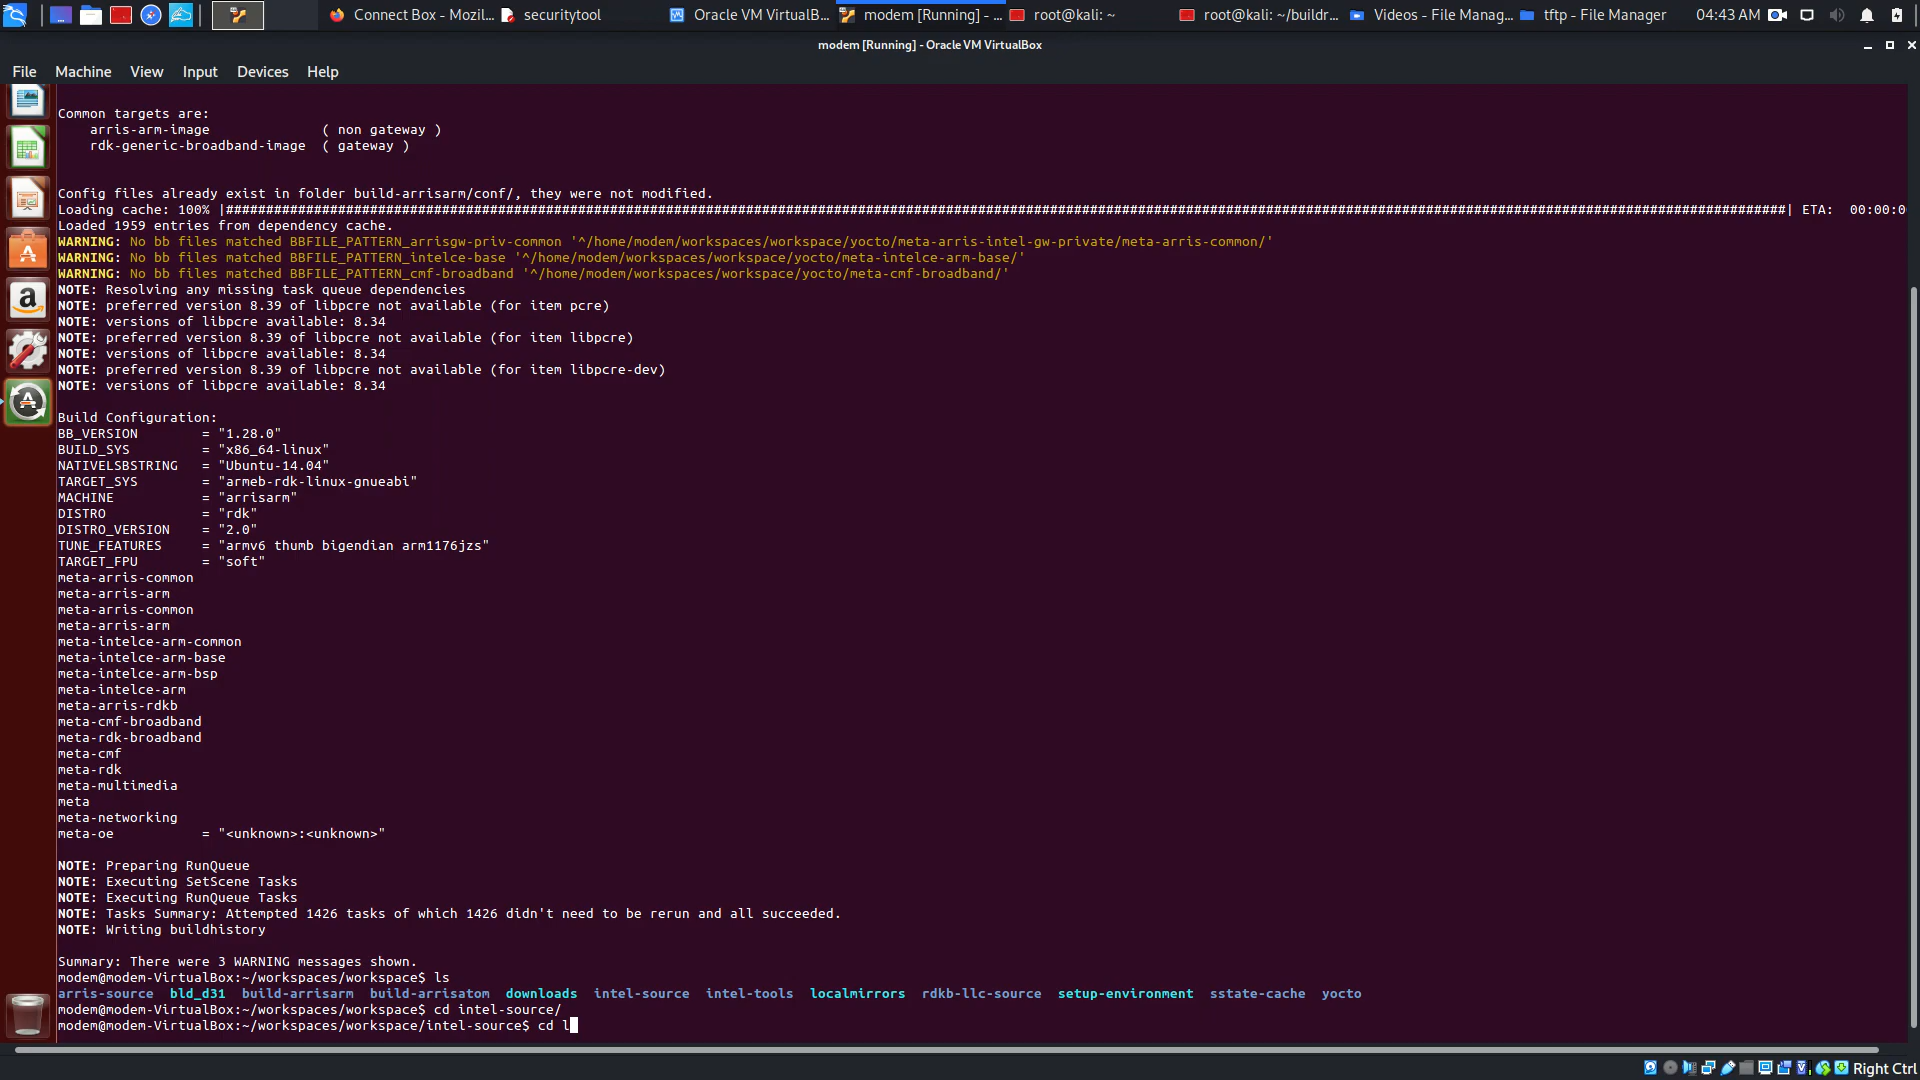 Connect Box - Mozil...
securitytool
Oracle VM VirtualB...
modem [Running] - ...
root@kali: ~
root@kali: ~/buildr...
Videos - File Manag...
tftp - File Manager
04:43 AM
modem [Running] - Oracle VM VirtualBox
File Machine View Input Devices Help
Common targets are:
arris-arm-image ( non gateway )
rdk-generic-broadband-image ( gateway )
Config files already exist in folder build-arrisarm/conf/, they were not modified.
Loading cache: 100% |####################################################################################################################################################################################################| ETA: 00:00:0
Loaded 1959 entries from dependency cache.
WARNING: No bb files matched BBFILE_PATTERN_arrisgw-priv-common '^/home/modem/workspaces/workspace/yocto/meta-arris-intel-gw-private/meta-arris-common/'
WARNING: No bb files matched BBFILE_PATTERN_intelce-base '^/home/modem/workspaces/workspace/yocto/meta-intelce-arm-base/'
WARNING: No bb files matched BBFILE_PATTERN_cmf-broadband '^/home/modem/workspaces/workspace/yocto/meta-cmf-broadband/'
NOTE: Resolving any missing task queue dependencies
NOTE: preferred version 8.39 of libpcre not available (for item pcre)
NOTE: versions of libpcre available: 8.34
NOTE: preferred version 8.39 of libpcre not available (for item libpcre)
NOTE: versions of libpcre available: 8.34
NOTE: preferred version 8.39 of libpcre not available (for item libpcre-dev)
NOTE: versions of libpcre available: 8.34
Build Configuration:
BB_VERSION = "1.28.0"
BUILD_SYS = "x86_64-linux"
NATIVELSBSTRING = "Ubuntu-14.04"
TARGET_SYS = "armeb-rdk-linux-gnueabi"
MACHINE = "arrisarm"
DISTRO = "rdk"
DISTRO_VERSION = "2.0"
TUNE_FEATURES = "armv6 thumb bigendian arm1176jzs"
TARGET_FPU = "soft"
meta-arris-common
meta-arris-arm
meta-arris-common
meta-arris-arm
meta-intelce-arm-common
meta-intelce-arm-base
meta-intelce-arm-bsp
meta-intelce-arm
meta-arris-rdkb
meta-cmf-broadband
meta-rdk-broadband
meta-cmf
meta-rdk
meta-multimedia
meta
meta-networking
meta-oe = "<unknown>:<unknown>"
NOTE: Preparing RunQueue
NOTE: Executing SetScene Tasks
NOTE: Executing RunQueue Tasks
NOTE: Tasks Summary: Attempted 1426 tasks of which 1426 didn't need to be rerun and all succeeded.
NOTE: Writing buildhistory
Summary: There were 3 WARNING messages shown.
modem@modem-VirtualBox:~/workspaces/workspace$ ls
arris-source bld_d31 build-arrisarm build-arrisatom downloads intel-source intel-tools localmirrors rdkb-llc-source setup-environment sstate-cache yocto
modem@modem-VirtualBox:~/workspaces/workspace$ cd intel-source/
modem@modem-VirtualBox:~/workspaces/workspace/intel-source$ cd l
Right Ctrl